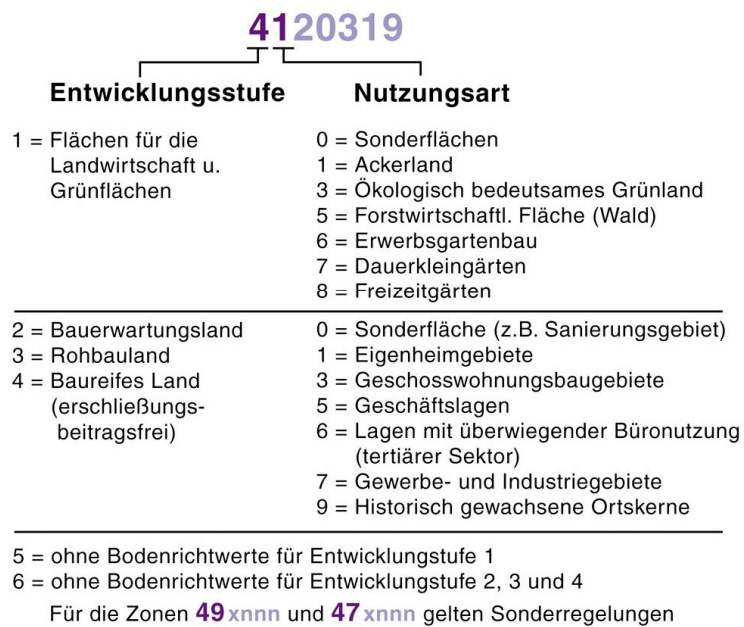 4120319
Entwicklungsstufe Nutzungsart
1 = Flächen für die
Landwirtschaft u.
Grünflächen
0 = Sonderflächen
1 = Ackerland
3 = Ökologisch bedeutsames Grünland
5 = Forstwirtschaftl. Fläche (Wald)
6 = Erwerbsgartenbau
7 = Dauerkleingärten
8 = Freizeitgärten
2 = Bauerwartungsland
3 = Rohbauland
4 = Baureifes Land
(erschließungs-
beitragsfrei)
0 = Sonderfläche (z.B. Sanierungsgebiet)
1 = Eigenheimgebiete
3 = Geschosswohnungsbaugebiete
5 = Geschäftslagen
6 = Lagen mit überwiegender Büronutzung
(tertiärer Sektor)
7 = Gewerbe- und Industriegebiete
9 = Historisch gewachsene Ortskerne
5 = ohne Bodenrichtwerte für Entwicklungstufe 1
6 = ohne Bodenrichtwerte für Entwicklungstufe 2, 3 und 4
Für die Zonen 49xnnn und 47xnnn gelten Sonderregelungen